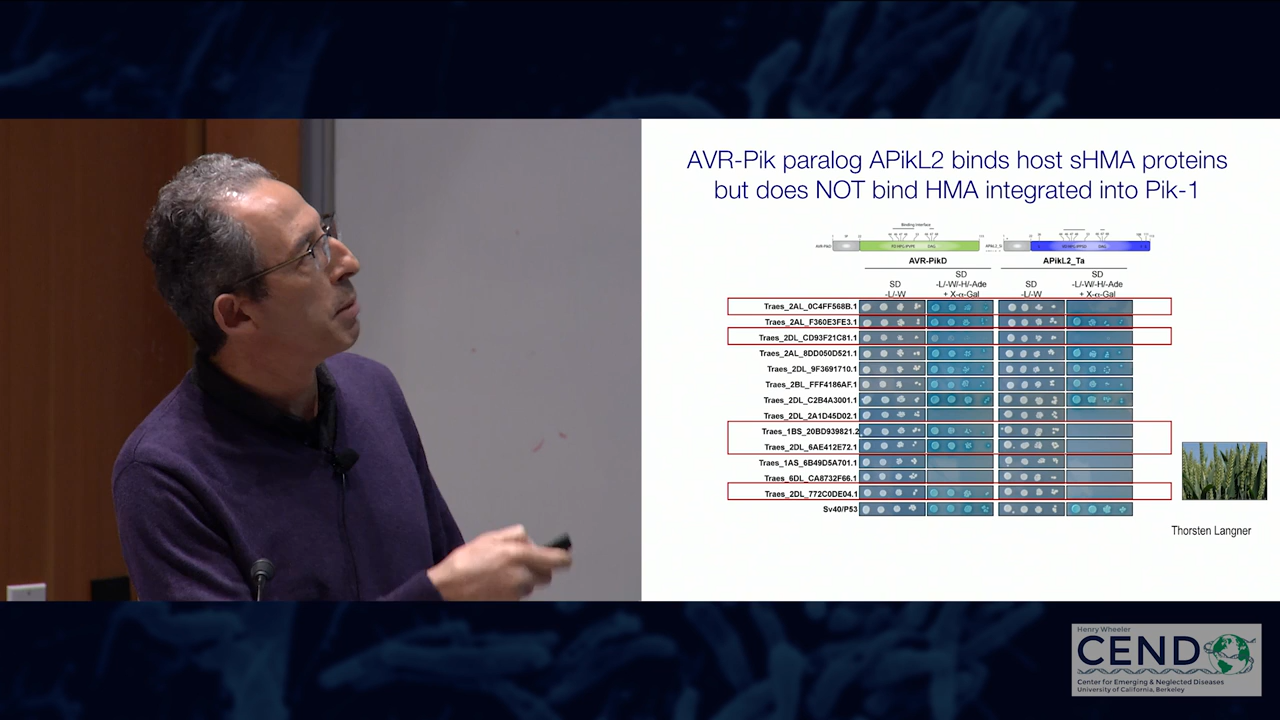 AVR-Pik paralog APikL2 binds host sHMA proteins
but does NOT bind HMA integrated into Pik-1
Binding interface
AVR-PikD
APikL2_Ta
SD
-L/-W
SD
-L/-W/-H/-Ade
+ X-α-Gal
SD
-L/-W
SD
-L/-W/-H/-Ade
+ X-α-Gal
Traes_2AL_0C4FF568B.1
Traes_2AL_F360E3FE3.1
Traes_2DL_CD93F21C81.1
Traes_2AL_8DD050D521.1
Traes_2DL_9F3691710.1
Traes_2BL_FFF4186AF.1
Traes_2DL_C2B4A3001.1
Traes_2DL_2A1D45D02.1
Traes_1BS_20BD939821.2
Traes_2DL_6AE412E72.1
Traes_1AS_6B49D5A701.1
Traes_6DL_CA8732F66.1
Traes_2DL_772C0DE04.1
Sv40/P53
Thorsten Langner
Henry Wheeler
CEND
Center for Emerging & Neglected Diseases
University of California, Berkeley